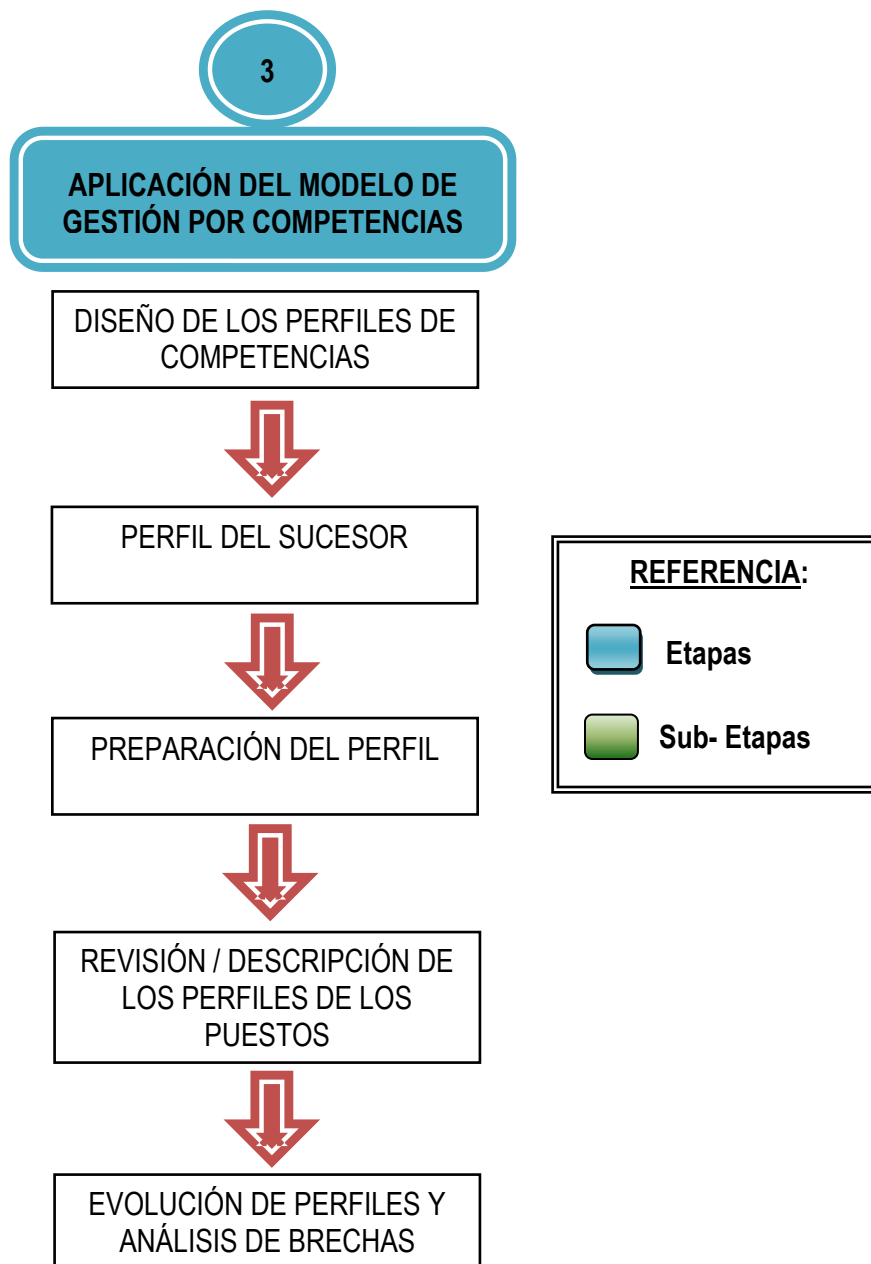 3
APLICACIÓN DEL MODELO DE
GESTIÓN POR COMPETENCIAS
DISEÑO DE LOS PERFILES DE
COMPETENCIAS
PERFIL DEL SUCESOR
PREPARACIÓN DEL PERFIL
REVISIÓN / DESCRIPCIÓN DE
LOS PERFILES DE LOS
PUESTOS
EVOLUCIÓN DE PERFILES Y
ANÁLISIS DE BRECHAS
REFERENCIA:
Etapas
Sub- Etapas